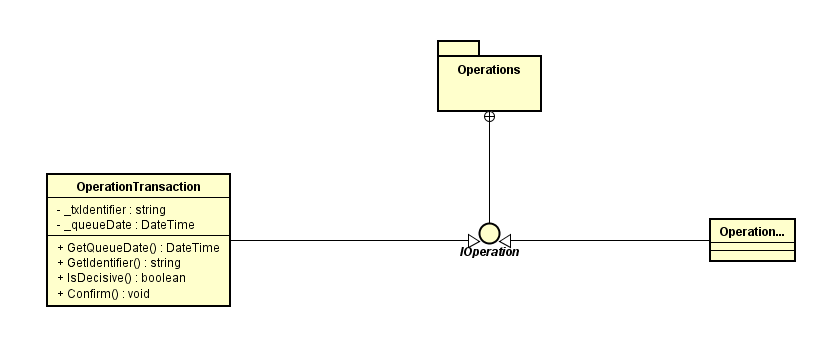 Operations
OperationTransaction
- _txIdentifier : string
- _queueDate : DateTime
+ GetQueueDate() : DateTime
+ GetIdentifier() : string
+ IsDecisive() : boolean
+ Confirm() : void
IOperation
Operation...